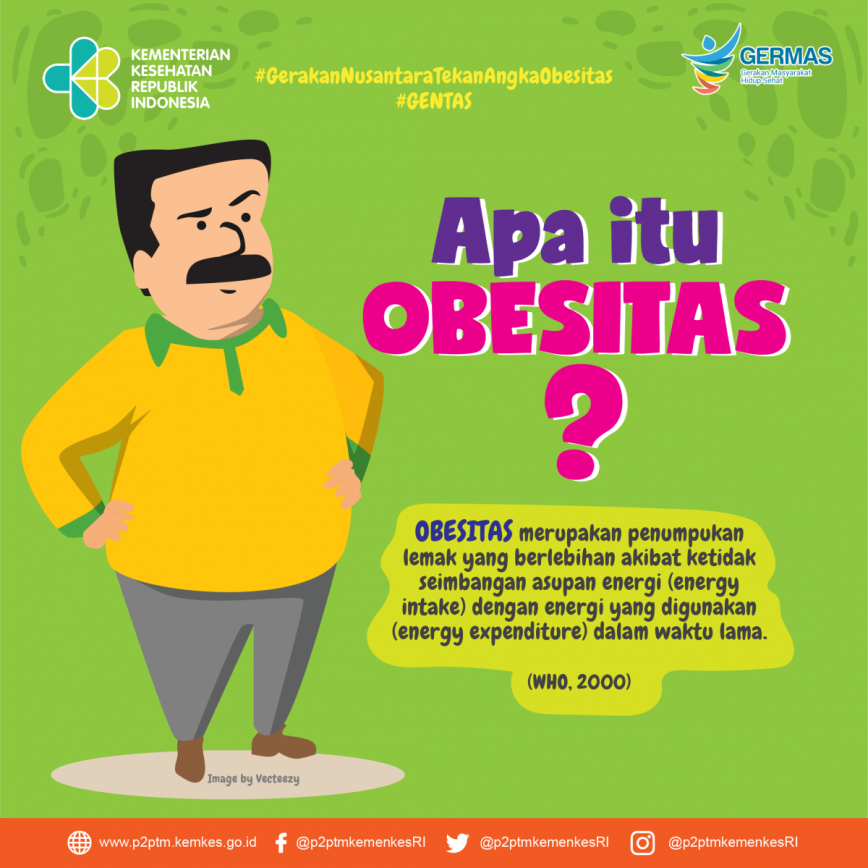 KEMENTERIAN
KESEHATAN
REPUBLIK
INDONESIA
#GerakanNusantaraTekanAngkaObesitas
#GENTAS
GERMAS
Gerakan Masyarakat
Hidup Sehat
Apa itu
OBESITAS
?
OBESITAS merupakan penumpukan
lemak yang berlebihan akibat ketidak
seimbangan asupan energi (energy
intake) dengan energi yang digunakan
(energy expenditure) dalam waktu lama.
(WHO, 2000)
Image by Vecteezy
www.p2ptm.kemkes.go.id @p2ptmkemenkesRI @p2ptmkemenkesRI @p2ptmkemenkesRI